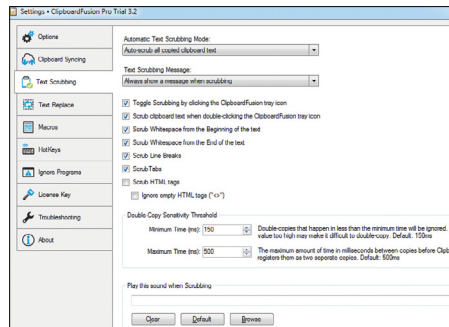 Settings • ClipboardFusion Pro Trial 3.2
Options
Clipboard Syncing
Text Scrubbing
Text Replace
Macros
HotKeys
Ignore Programs
License Key
Troubleshooting
About
Automatic Text Scrubbing Mode:
Auto-scrub all copied clipboard text
Text Scrubbing Message:
Always show a message when scrubbing
Toggle Scrubbing by clicking the ClipboardFusion tray icon
Scrub clipboard text when double-clicking the ClipboardFusion tray icon
Scrub Whitespace from the Beginning of the text
Scrub Whitespace from the End of the text
Scrub Line Breaks
Scrub Tabs
Scrub HTML tags
Ignore empty HTML tags ("<>")
Double Copy Sensitivity Threshold
Minimum Time (ms): 150
Double-copies that happen in less than the minimum time will be ignored.
value too high may make it difficult to double-copy. Default: 150ms
Maximum Time (ms): 500
The maximum amount of time in milliseconds between copies before Clipb
registers them as two seperate copies. Default: 500ms
Play this sound when Scrubbing
Clear
Default
Browse